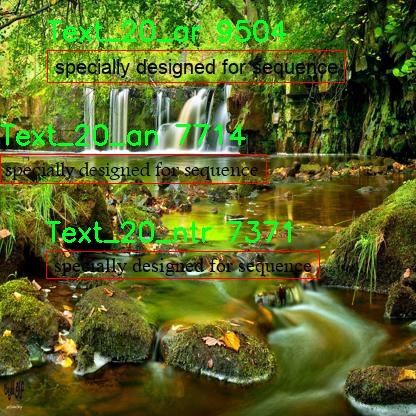 Text_20_ar 9504
specially designed for sequence
Text_20_an 7714
specially designed for sequence
Text_20_ntr 7371
specially designed for sequence